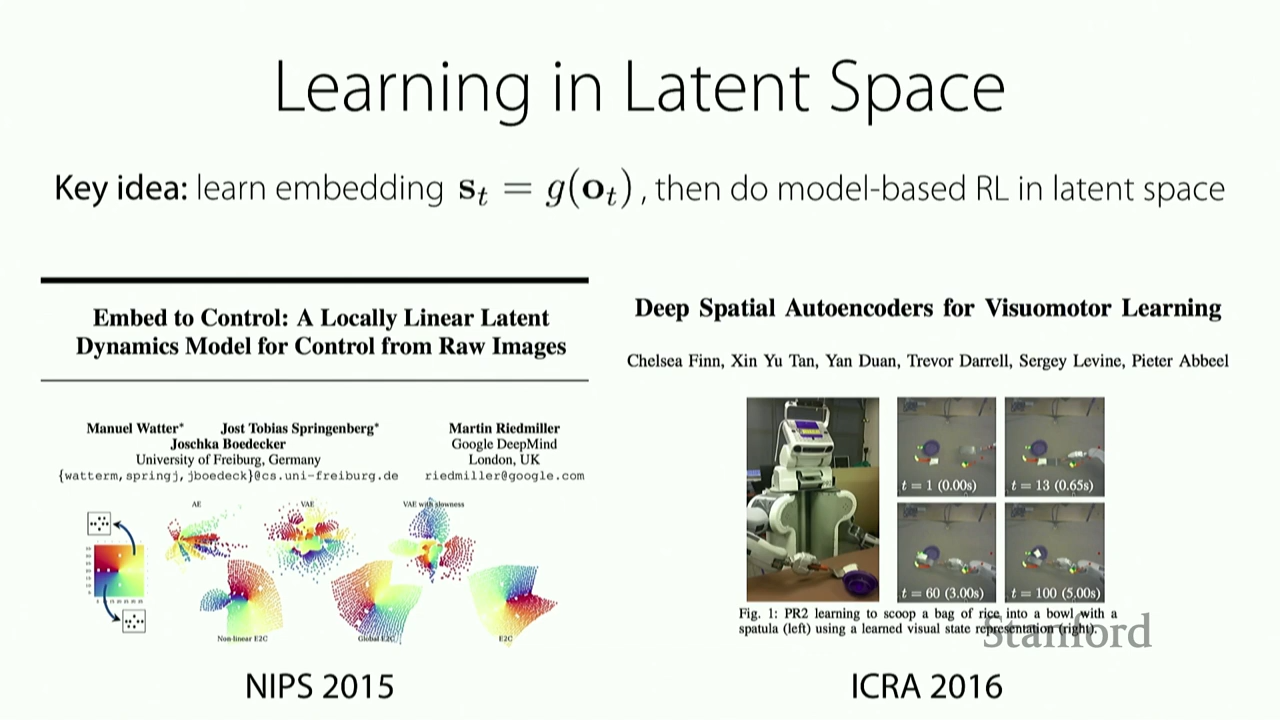 Learning in Latent Space
Key idea: learn embedding s_t = g(o_t), then do model-based RL in latent space
Embed to Control: A Locally Linear Latent
Dynamics Model for Control from Raw Images
Manuel Watter* Jost Tobias Springenberg*
Joschka Boedecker
University of Freiburg, Germany
{watterm,springj,jboedeck}@cs.uni-freiburg.de
Martin Riedmiller
Google DeepMind
London, UK
riedmiller@google.com
AE
VAE
VAE with slowness
Non-linear E2C
Global E2C
E2C
NIPS 2015
Deep Spatial Autoencoders for Visuomotor Learning
Chelsea Finn, Xin Yu Tan, Yan Duan, Trevor Darrell, Sergey Levine, Pieter Abbeel
t = 1 (0.00s)
t = 13 (0.65s)
t = 60 (3.00s)
t = 100 (5.00s)
Fig. 1: PR2 learning to scoop a bag of rice into a bowl with a
spatula (left) using a learned visual state representation (right).
Stanford
ICRA 2016